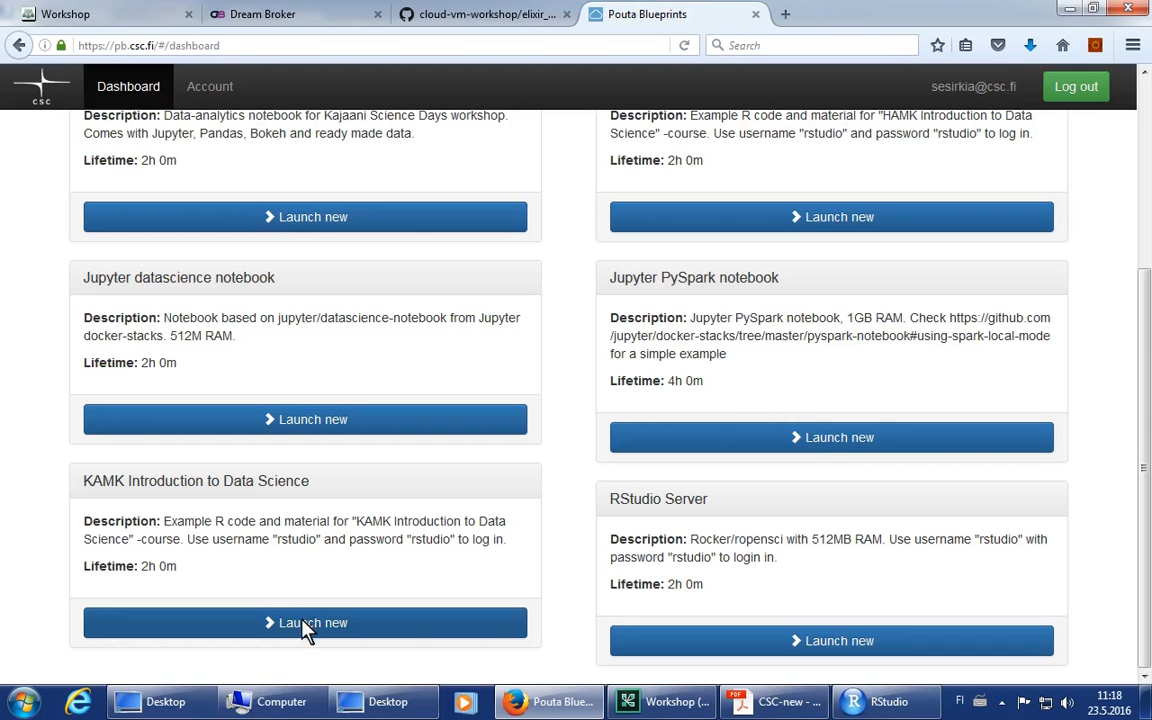 Workshop
Dream Broker
cloud-vm-workshop/elixir_...
Pouta Blueprints
https://pb.csc.fi/#/dashboard
Search
csc
Dashboard
Account
sesirkia@csc.fi
Log out
Description: Data-analytics notebook for Kajaani Science Days workshop.
Comes with Jupyter, Pandas, Bokeh and ready made data.
Lifetime: 2h 0m
Launch new
Description: Example R code and material for "HAMK Introduction to Data
Science" -course. Use username "rstudio" and password "rstudio" to log in.
Lifetime: 2h 0m
Launch new
Jupyter datascience notebook
Description: Notebook based on jupyter/datascience-notebook from Jupyter
docker-stacks. 512M RAM.
Lifetime: 2h 0m
Launch new
Jupyter PySpark notebook
Description: Jupyter PySpark notebook, 1GB RAM. Check https://github.com
/jupyter/docker-stacks/tree/master/pyspark-notebook#using-spark-local-mode
for a simple example
Lifetime: 4h 0m
Launch new
KAMK Introduction to Data Science
Description: Example R code and material for "KAMK Introduction to Data
Science" -course. Use username "rstudio" and password "rstudio" to log in.
Lifetime: 2h 0m
Launch new
RStudio Server
Description: Rocker/ropensci with 512MB RAM. Use username "rstudio" with
password "rstudio" to login in.
Lifetime: 2h 0m
Launch new
Desktop
Computer
Desktop
Pouta Blue...
Workshop (...
PDF
CSC-new - ...
R
RStudio
FI
11:18
23.5.2016